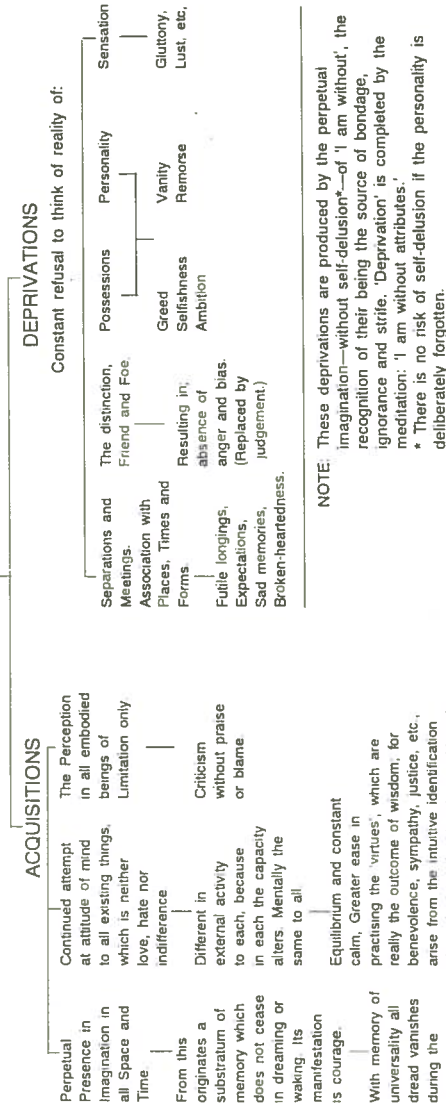 ACQUISITIONS
Perpetual
Presence in
Imagination in
all Space and
Time
From this
originates a
substratum of
memory which
does not cease
in dreaming or
waking. Its
manifestation
is courage.
With memory of
universality all
dread vanishes
during the
Continued attempt
at attitude of mind
to all existing things,
which is neither
love, hate nor
indifference
Different in
external activity
to each, because
in each the capacity
alters. Mentally the
same to all
Equilibrium and constant
calm, Greater ease in
practising the 'virtues', which are
really the outcome of wisdom; for
benevolence, sympathy, justice, etc.,
arise from the intuitive identification
The Perception
in all embodied
beings of
Limitation only.
Criticism
without praise
or blame.
DEPRIVATIONS
Constant refusal to think of reality of:
Separations and
Meetings.
Association with
Places, Times and
Forms
Futile longings,
Expectations,
Sad memories,
Broken-heartedness.
The distinction,
Friend and Foe.
Resulting in;
absence of
anger and bias.
(Replaced by
judgement.)
Possessions
Personality
Greed
Selfishness
Ambition
Vanity
Remorse
Sensation
Gluttony,
Lust, etc,
NOTE: These deprivations are produced by the perpetual
imagination—without self-delusion*—of 'I am without', the
recognition of their being the source of bondage,
ignorance and strife. 'Deprivation' is completed by the
meditation: 'I am without attributes.'
* There is no risk of self-delusion if the personality is
deliberately forgotten.